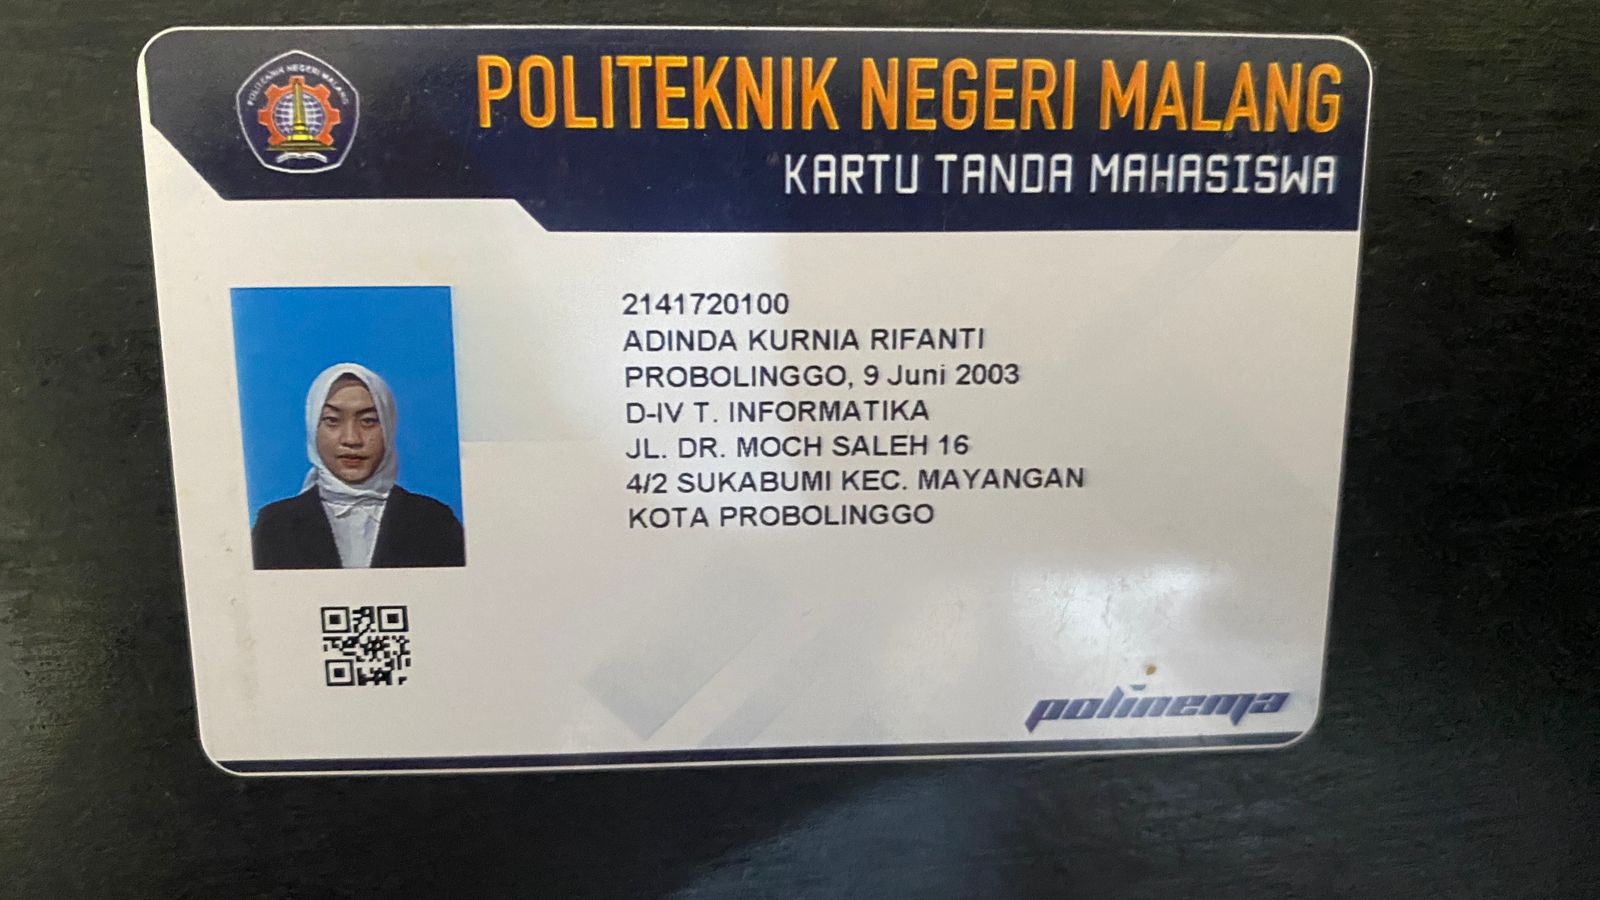 POLITEKNIK NEGERI MALANG
POLITEKNIK NEGERI MALANG
KARTU TANDA MAHASISWA
2141720100
ADINDA KURNIA RIFANTI
PROBOLINGGO, 9 Juni 2003
D-IV T. INFORMATIKA
JL. DR. MOCH SALEH 16
4/2 SUKABUMI KEC. MAYANGAN
KOTA PROBOLINGGO
polinema